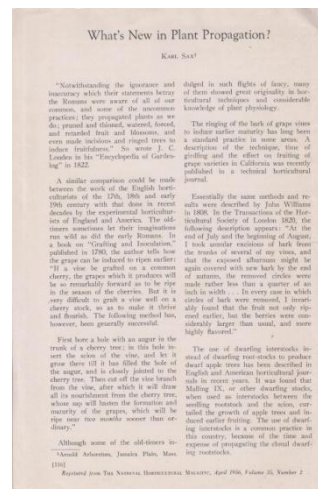 What's New in Plant Propagation?
KARL SAX¹
"Notwithstanding the ignorance and
inaccuracy which their statements betray
the Romans were aware of all of our
common, and some of the uncommon
practices; they propagated plants as we
do; pruned and thinned, watered, forced,
and retarded fruit and blossoms, and
even made incisions and ringed trees to
induce fruitfulness." So wrote J. C.
Loudon in his "Encyclopedia of Garden-
ing" in 1822.
A similar comparison could be made
between the work of the English horti-
culturists of the 17th, 18th and early
19th century with that done in recent
decades by the experimental horticultur-
ists of England and America. The old-
timers sometimes let their imaginations
run wild as did the early Romans. In
a book on "Grafting and Inoculation,"
published in 1780, the author tells how
the grape can be induced to ripen earlier:
"If a vine be grafted on a common
cherry, the grapes which it produces will
be so remarkably forward as to be ripe
in the season of the cherries. But it is
very difficult to graft a vine well on a
cherry stock, so as to make it thrive
and flourish. The following method has,
however, been generally successful.
First bore a hole with an auger in the
trunk of a cherry tree; in this hole in-
sert the scion of the vine, and let it
grow there till it has filled the hole of
the auger, and is closely jointed to the
cherry tree. Then cut off the vine branch
from the vine, after which it will draw
all its nourishment from the cherry tree,
whose sap will hasten the formation and
maturity of the grapes, which will be
ripe near two months sooner than or-
dinary."
Although some of the old-timers in-
¹Arnold Arboretum, Jamaica Plain, Mass.
[116]
dulged in such flights of fancy, many
of them showed great originality in hor-
ticultural techniques and considerable
knowledge of plant physiology.
The ringing of the bark of grape vines
to induce earlier maturity has long been
a standard practice in some areas. A
description of the technique, time of
girdling and the effect on fruiting of
grape varieties in California was recently
published in a technical horticultural
journal.
Essentially the same methods and re-
sults were described by John Williams
in 1808. In the Transactions of the Hor-
ticultural Society of London 1820, the
following description appears: "At the
end of July and the beginning of August,
I took annular excisions of bark from
the trunks of several of my vines, and
that the exposed alburnum might be
again covered with new bark by the end
of autumn, the removed circles were
made rather less than a quarter of an
inch in width . . . In every case in which
circles of bark were removed, I invari-
ably found that the fruit not only rip-
ened earlier, but the berries were con-
siderably larger than usual, and more
highly flavored."
The use of dwarfing interstocks in-
stead of dwarfing root-stocks to produce
dwarf apple trees has been described in
English and American horticultural jour-
nals in recent years. It was found that
Malling IX, or other dwarfing stocks,
when used as interstocks between the
seedling rootstock and the scion, cur-
tailed the growth of apple trees and in-
duced earlier fruiting. The use of dwarf-
ing interstocks is a common practice in
this country, because of the time and
expense of propagating the clonal dwarf-
ing rootstocks.
Reprinted from THE NATIONAL HORTICULTURAL MAGAZINE, April 1956, Volume 35, Number 2